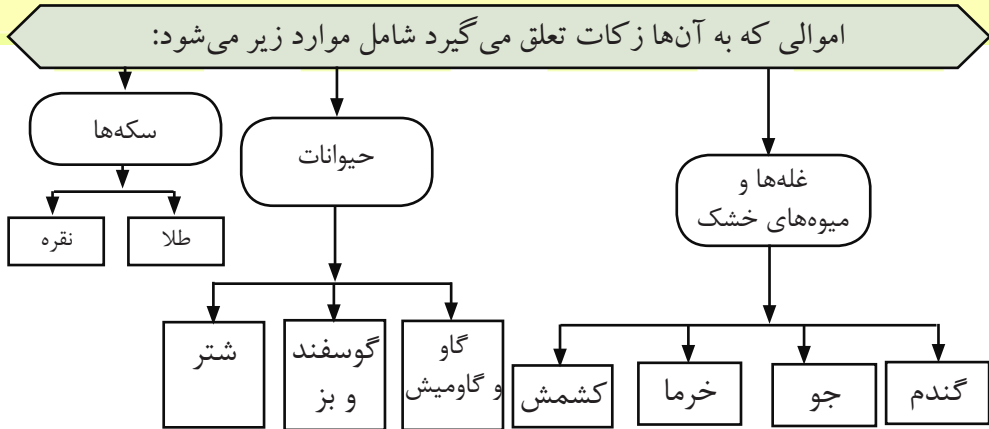 اموالی که به آن‌ها زکات تعلق می‌گیرد شامل موارد زیر می‌شود:
غله‌ها و
میوه‌های خشک
گندم
جو
خرما
کشمش
حیوانات
گاو
و گاومیش
گوسفند
و بز
شتر
سکه‌ها
طلا
نقره